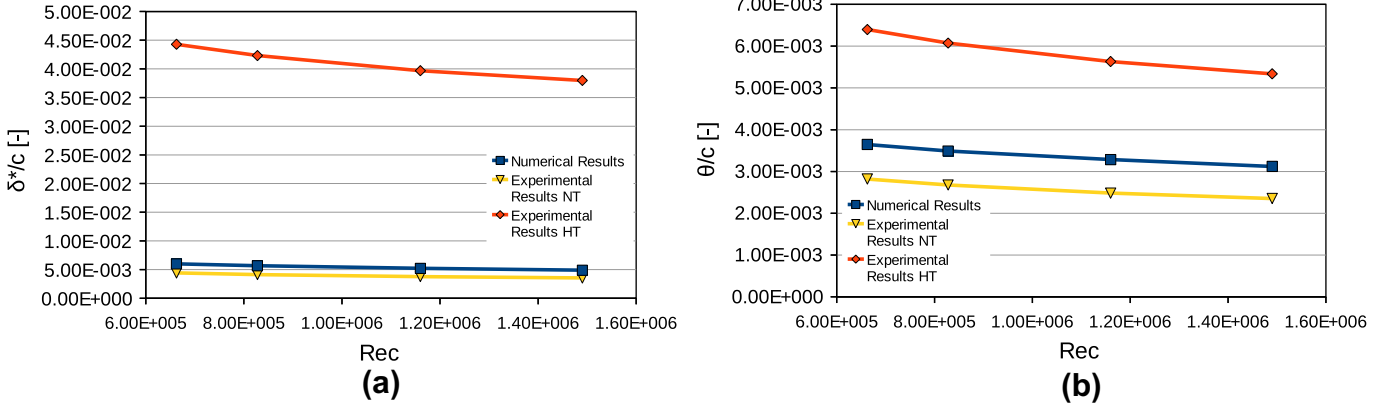 5.00E-002
4.50E-002
4.00E-002
3.50E-002
3.00E-002
2.50E-002
2.00E-002
1.50E-002
1.00E-002
5.00E-003
0.00E+000
δ*/c [-]
Numerical Results
Experimental
Results NT
Experimental
Results HT
6.00E+005 8.00E+005 1.00E+006 1.20E+006 1.40E+006 1.60E+006
Rec
(a)
7.00E-003
6.00E-003
5.00E-003
4.00E-003
3.00E-003
2.00E-003
1.00E-003
0.00E+000
θ/c [-]
Numerical Results
Experimental
Results NT
Experimental
Results HT
6.00E+005 8.00E+005 1.00E+006 1.20E+006 1.40E+006 1.60E+006
Rec
(b)